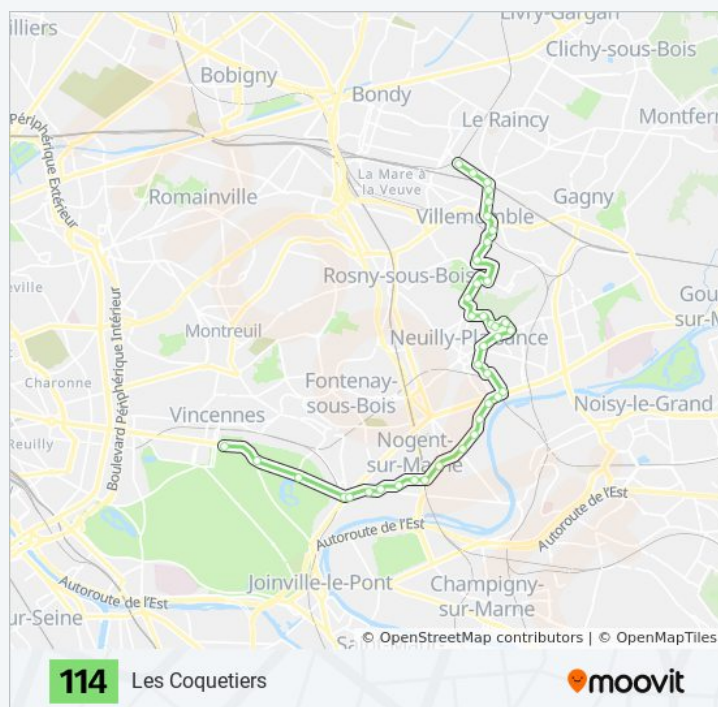 illiers
Livry-Gargan
Clichy-sous-Bois
Bobigny
Bondy
Le Raincy
Montferm
Périphérique Extérieur
La Mare à
la Veuve
Romainville
Gagny
Villemomble
Rosny-sous-Bois
eville
Gou
sur-M
Montreuil
Neuilly-Plaisance
Charonne
Boulevard Périphérique Intérieur
Fontenay-
sous-Bois
Noisy-le-Grand
Vincennes
Reuilly
Nogent-
sur-Marne
Autoroute de l'Est
Autoroute de l'Est
Autoroute de l'Est
Joinville-le-Pont
Champigny-
sur-Marne
ur-Seine
© OpenStreetMap contributors | © OpenMapTiles
114 Les Coquetiers
moovit